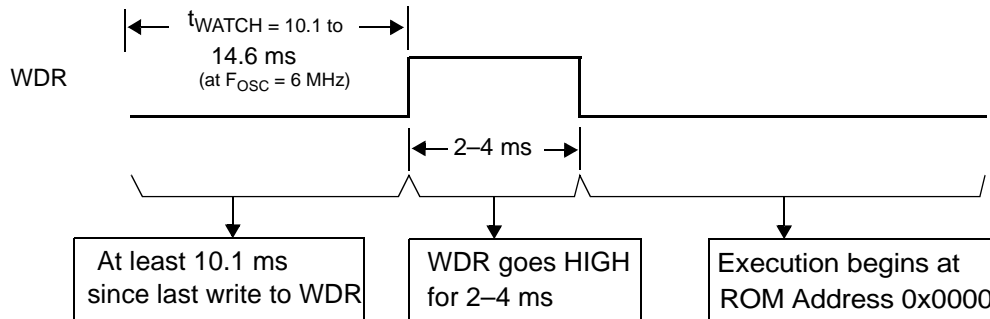 tWATCH = 10.1 to
14.6 ms
(at FOSC = 6 MHz)
WDR
2–4 ms
At least 10.1 ms
since last write to WDR
WDR goes HIGH
for 2–4 ms
Execution begins at
ROM Address 0x0000